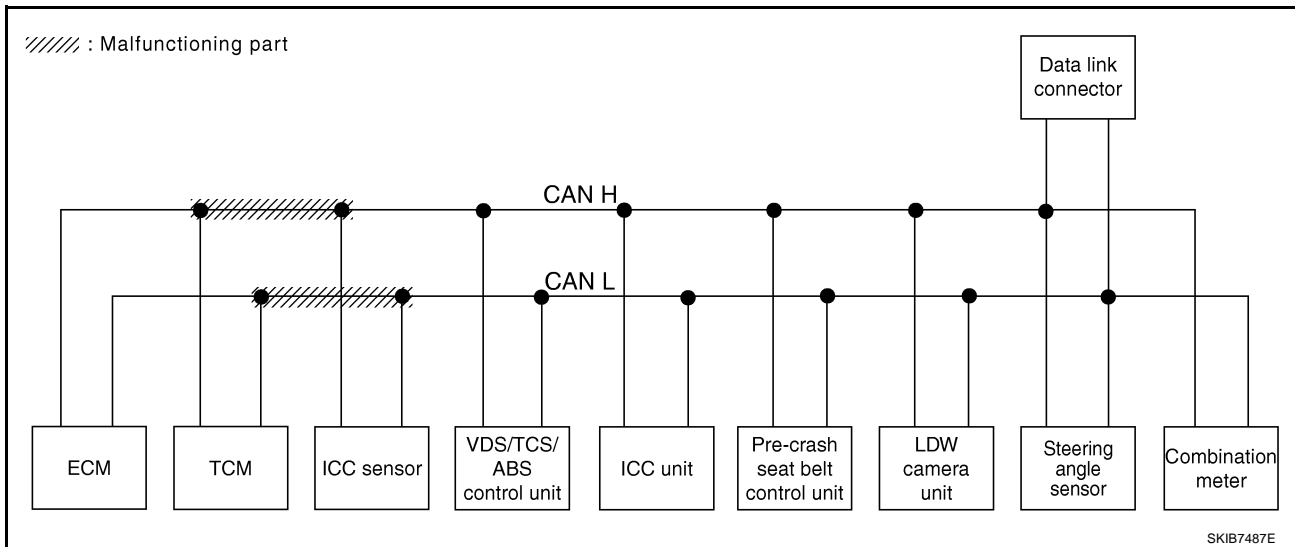 : Malfunctioning part
Data link
connector
CAN H
CAN L
ECM
TCM
ICC sensor
VDS/TCS/
ABS
control unit
ICC unit
Pre-crash
seat belt
control unit
LDW
camera
unit
Steering
angle
sensor
Combination
meter
SKIB7487E